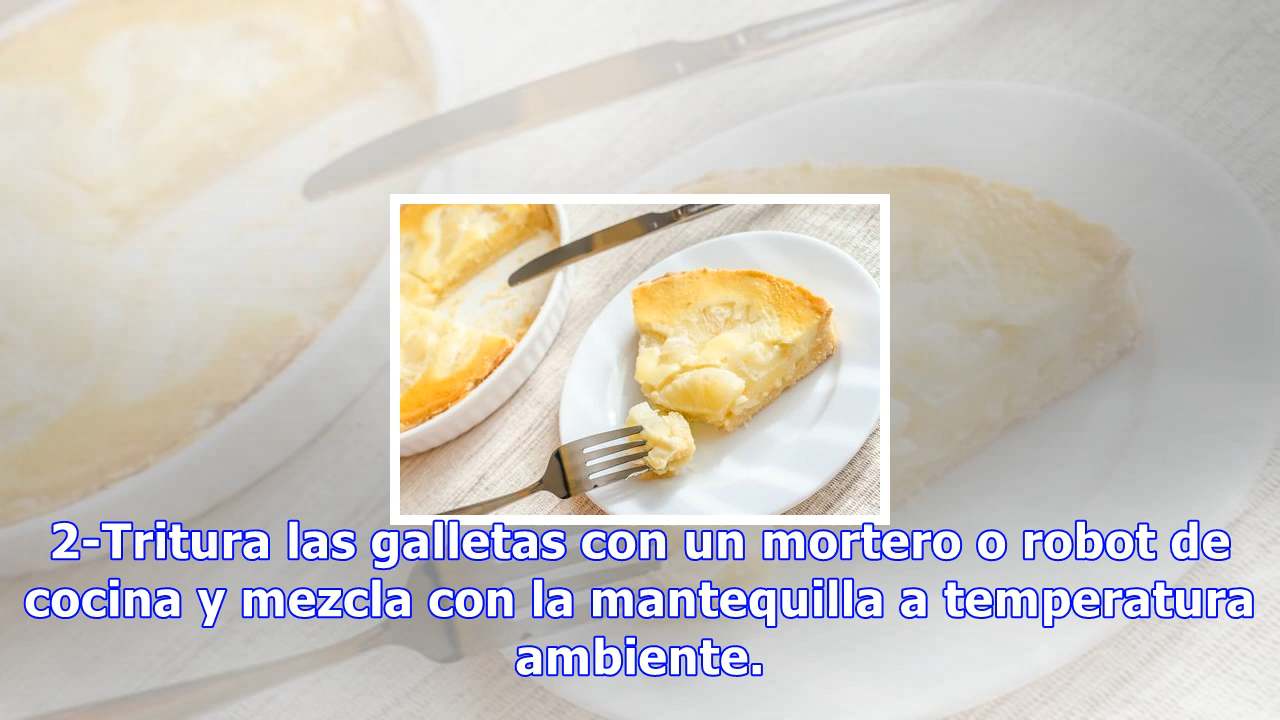 2-Tritura las galletas con un mortero o robot de
cocina y mezcla con la mantequilla a temperatura
ambiente.